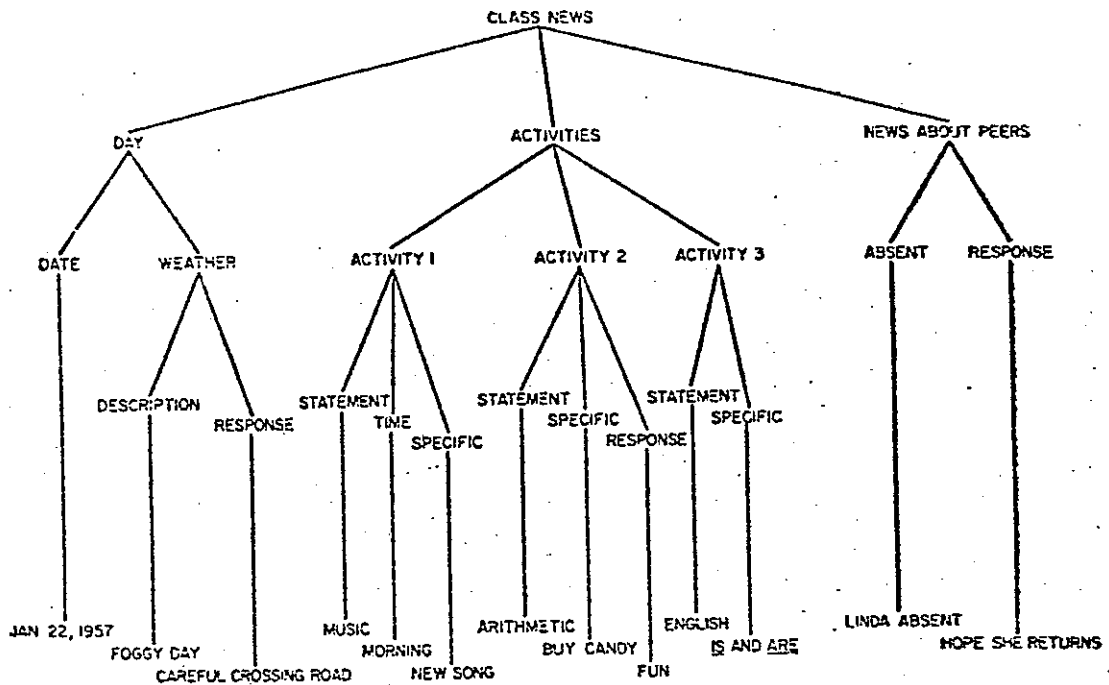 CLASS NEWS
DAY
ACTIVITIES
NEWS ABOUT PEERS
DATE
WEATHER
ACTIVITY 1
ACTIVITY 2
ACTIVITY 3
ABSENT
RESPONSE
DESCRIPTION
RESPONSE
STATEMENT
TIME
SPECIFIC
STATEMENT
SPECIFIC
RESPONSE
STATEMENT
SPECIFIC
JAN 22, 1957
FOGGY DAY
CAREFUL CROSSING ROAD
MUSIC
MORNING
NEW SONG
ARITHMETIC
BUY CANDY
FUN
ENGLISH
IS AND ARE
LINDA ABSENT
HOPE SHE RETURNS